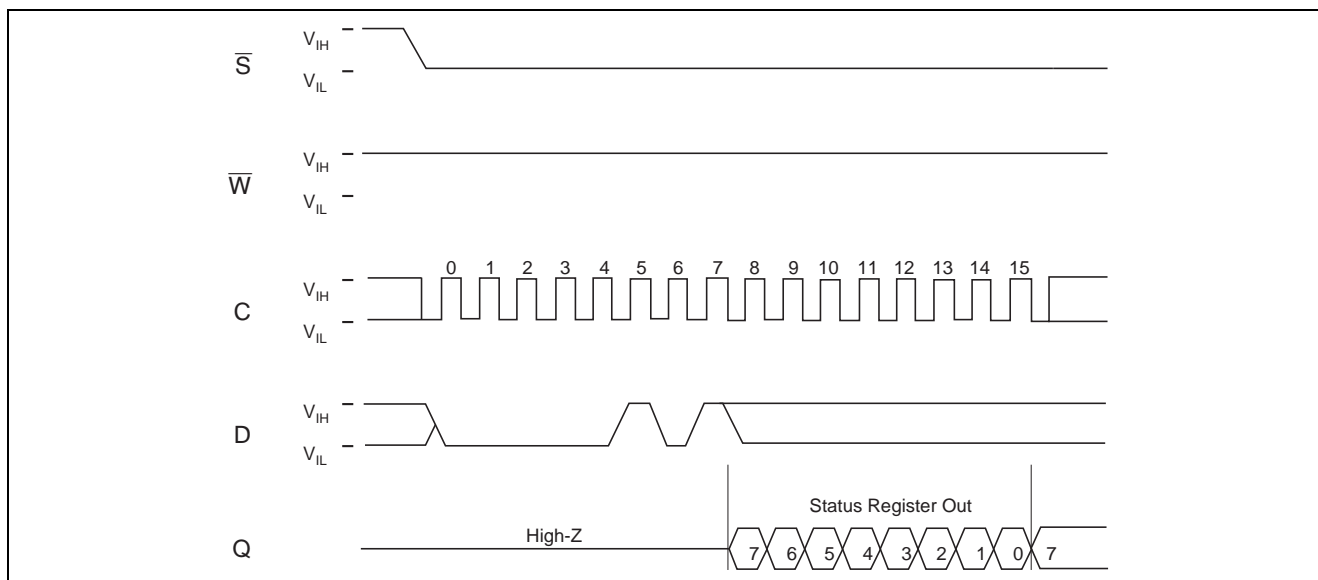 S̅
V_IH
V_IL
W̅
V_IH
V_IL
C
V_IH
V_IL
0 1 2 3 4 5 6 7 8 9 10 11 12 13 14 15
D
V_IH
V_IL
Status Register Out
Q
High-Z
7 6 5 4 3 2 1 0 7